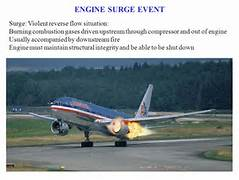 ENGINE SURGE EVENT
Surge: Violent reverse flow situation:
Burning combustion gases driven upstream through compressor and out of engine
Usually accompanied by downstream fire
Engine must maintain structural integrity and be able to be shut down